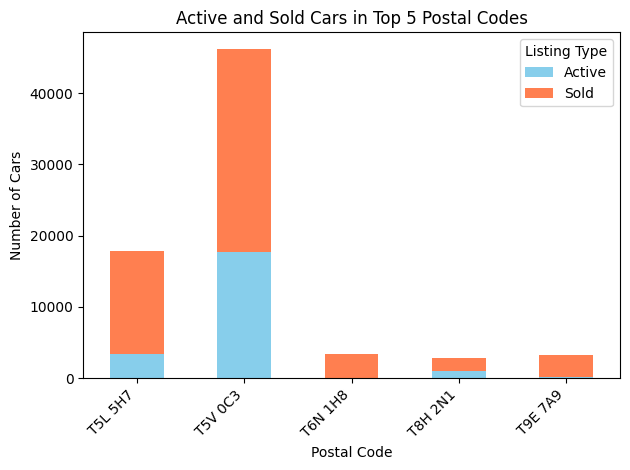 Active and Sold Cars in Top 5 Postal Codes
Listing Type
Active
Sold
Number of Cars
40000
30000
20000
10000
0
T5L 5H7
T5V 0C3
T6N 1H8
T8H 2N1
T9E 7A9
Postal Code